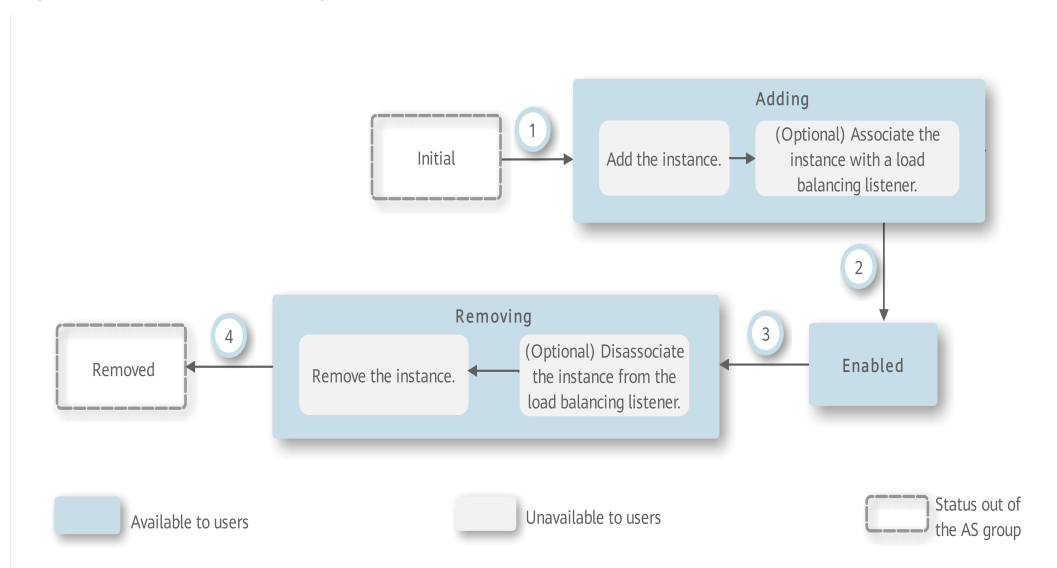 Adding
1
Initial
Add the instance.
(Optional) Associate the
instance with a load
balancing listener.
2
Removing
4
3
Removed
Remove the instance.
(Optional) Disassociate
the instance from the
load balancing listener.
Enabled
Available to users
Unavailable to users
Status out of
the AS group